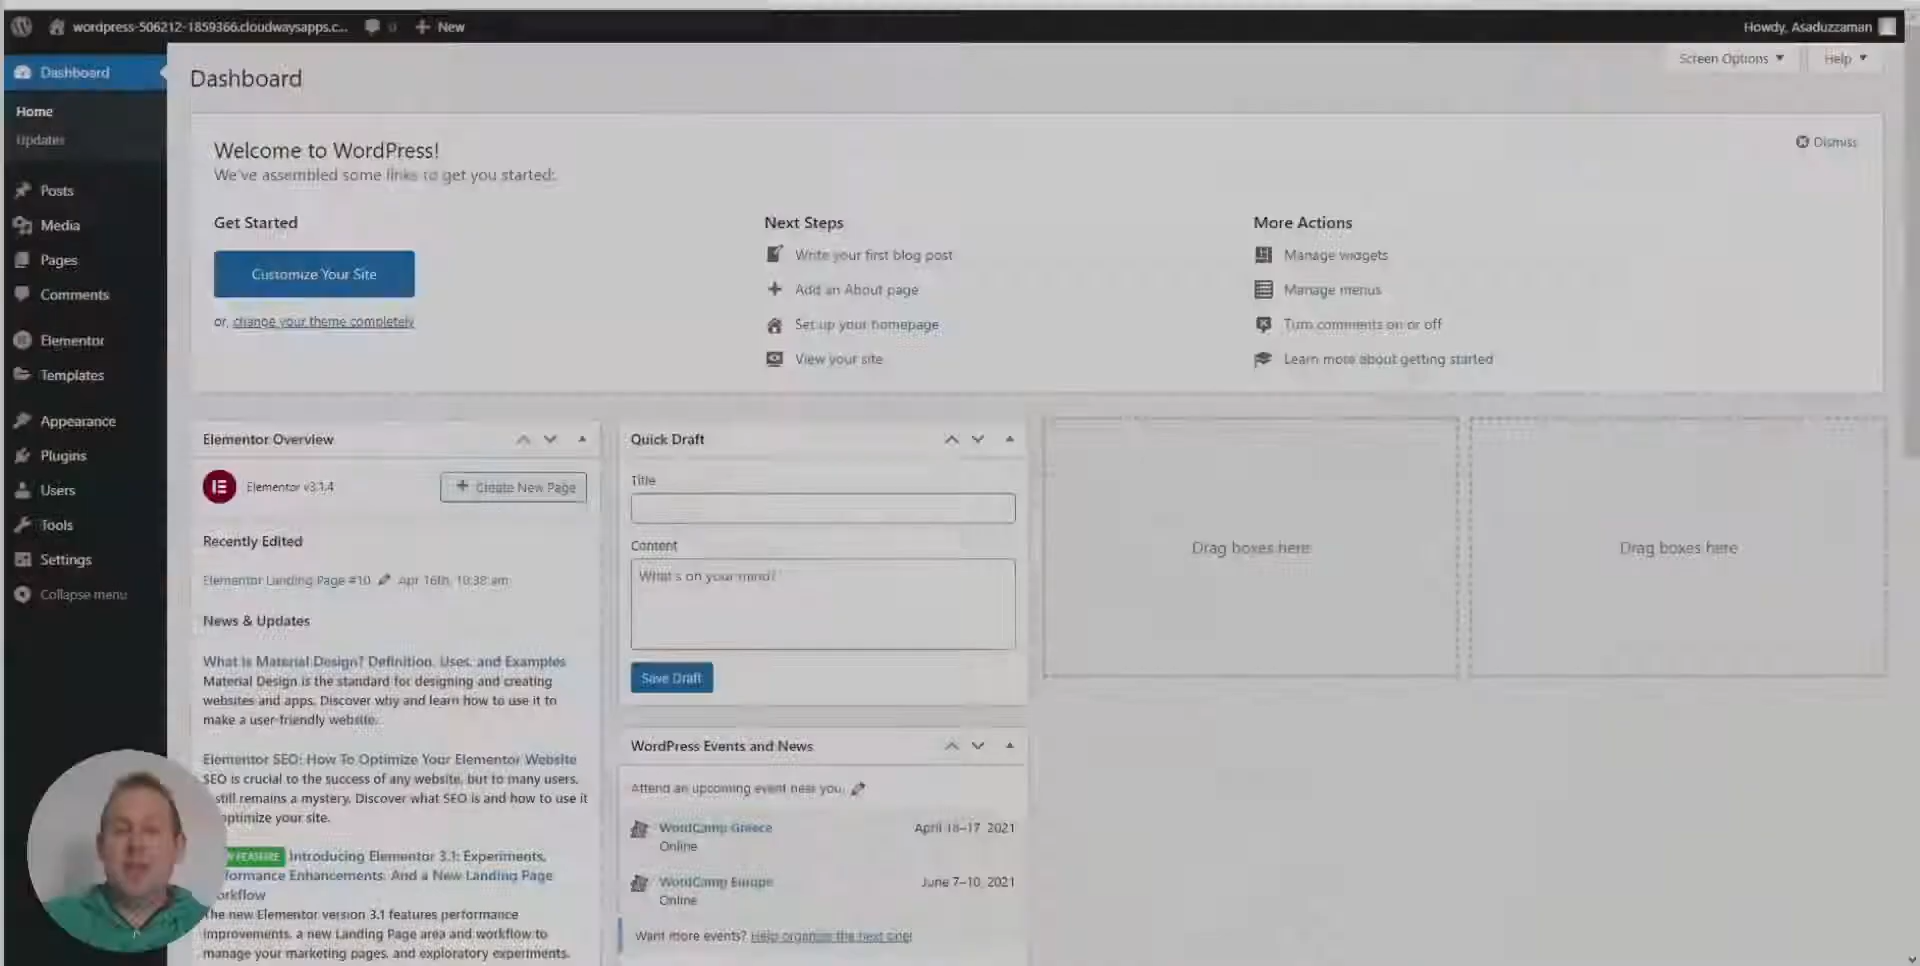 wordpress-506212-1859366.cloudwaysapps.c...
0
New
Howdy, Asaduzzaman
Screen Options
Help
Dashboard
Home
Updates
Posts
Media
Pages
Comments
Elementor
Templates
Appearance
Plugins
Users
Tools
Settings
Collapse menu
Dashboard
Welcome to WordPress!
We've assembled some links to get you started:
Dismiss
Get Started
Customize Your Site
or, change your theme completely
Next Steps
Write your first blog post
Add an About page
Set up your homepage
View your site
More Actions
Manage widgets
Manage menus
Turn comments on or off
Learn more about getting started
Elementor Overview
Elementor v3.1.4
Create New Page
Recently Edited
Elementor Landing Page #10 Apr 16th, 10:38 am
News & Updates
What is Material Design? Definition, Uses, and Examples
Material Design is the standard for designing and creating
websites and apps. Discover why and learn how to use it to
make a user-friendly website.
Elementor SEO: How To Optimize Your Elementor Website
SEO is crucial to the success of any website, but to many users,
still remains a mystery. Discover what SEO is and how to use it
optimize your site.
FEATURE Introducing Elementor 3.1: Experiments,
formance Enhancements, And a New Landing Page
orkflow
The new Elementor version 3.1 features performance
improvements, a new Landing Page area and workflow to
manage your marketing pages, and exploratory experiments.
Quick Draft
Title
Content
What's on your mind?
Save Draft
WordPress Events and News
Attend an upcoming event near you.
WordCamp Greece
April 16–17, 2021
Online
WordCamp Europe
June 7–10, 2021
Online
Want more events? Help organize the next one!
Drag boxes here
Drag boxes here